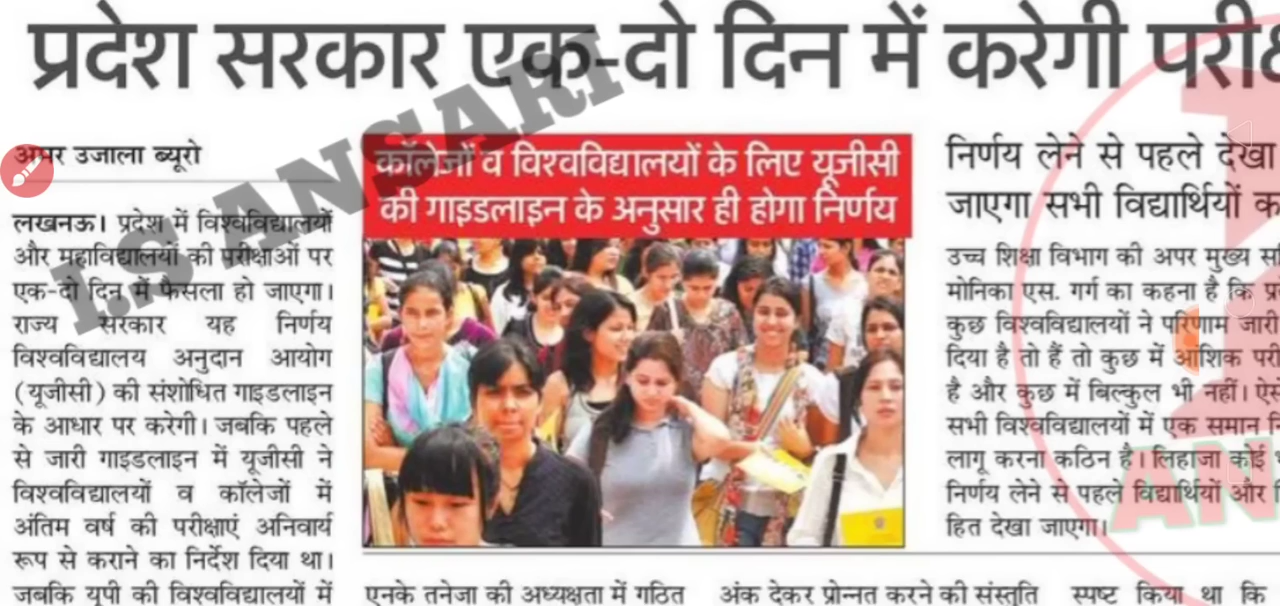 प्रदेश सरकार एक-दो दिन में करेगी
अमर उजाला ब्यूरो
लखनऊ। प्रदेश में विश्वविद्यालयों
और महाविद्यालयों की परीक्षाओं पर
एक-दो दिन में फैसला हो जाएगा।
राज्य सरकार यह निर्णय
विश्वविद्यालय अनुदान आयोग
(यूजीसी) की संशोधित गाइडलाइन
के आधार पर करेगी। जबकि पहले
से जारी गाइडलाइन में यूजीसी ने
विश्वविद्यालयों व कॉलेजों में
अंतिम वर्ष की परीक्षाएं अनिवार्य
रूप से कराने का निर्देश दिया था।
जबकि यूपी की विश्वविद्यालयों में
कॉलेजों व विश्वविद्यालयों के लिए यूजीसी
की गाइडलाइन के अनुसार ही होगा निर्णय
एनके तनेजा की अध्यक्षता में गठित
अंक देकर प्रोन्नत करने की संस्तुति
स्पष्ट किया था कि
निर्णय लेने से पहले देखा
जाएगा सभी विद्यार्थियों
उच्च शिक्षा विभाग की अपर मुख्य
मोनिका एस. गर्ग का कहना है कि
कुछ विश्वविद्यालयों ने परिणाम जारी
दिया है तो हैं तो कुछ में आंशिक
है और कुछ में बिल्कुल भी नहीं।
सभी विश्वविद्यालयों में एक समान
लागू करना कठिन है। लिहाजा कोई
निर्णय लेने से पहले विद्यार्थियों और
हित देखा जाएगा।
I.S ANSARI
AN